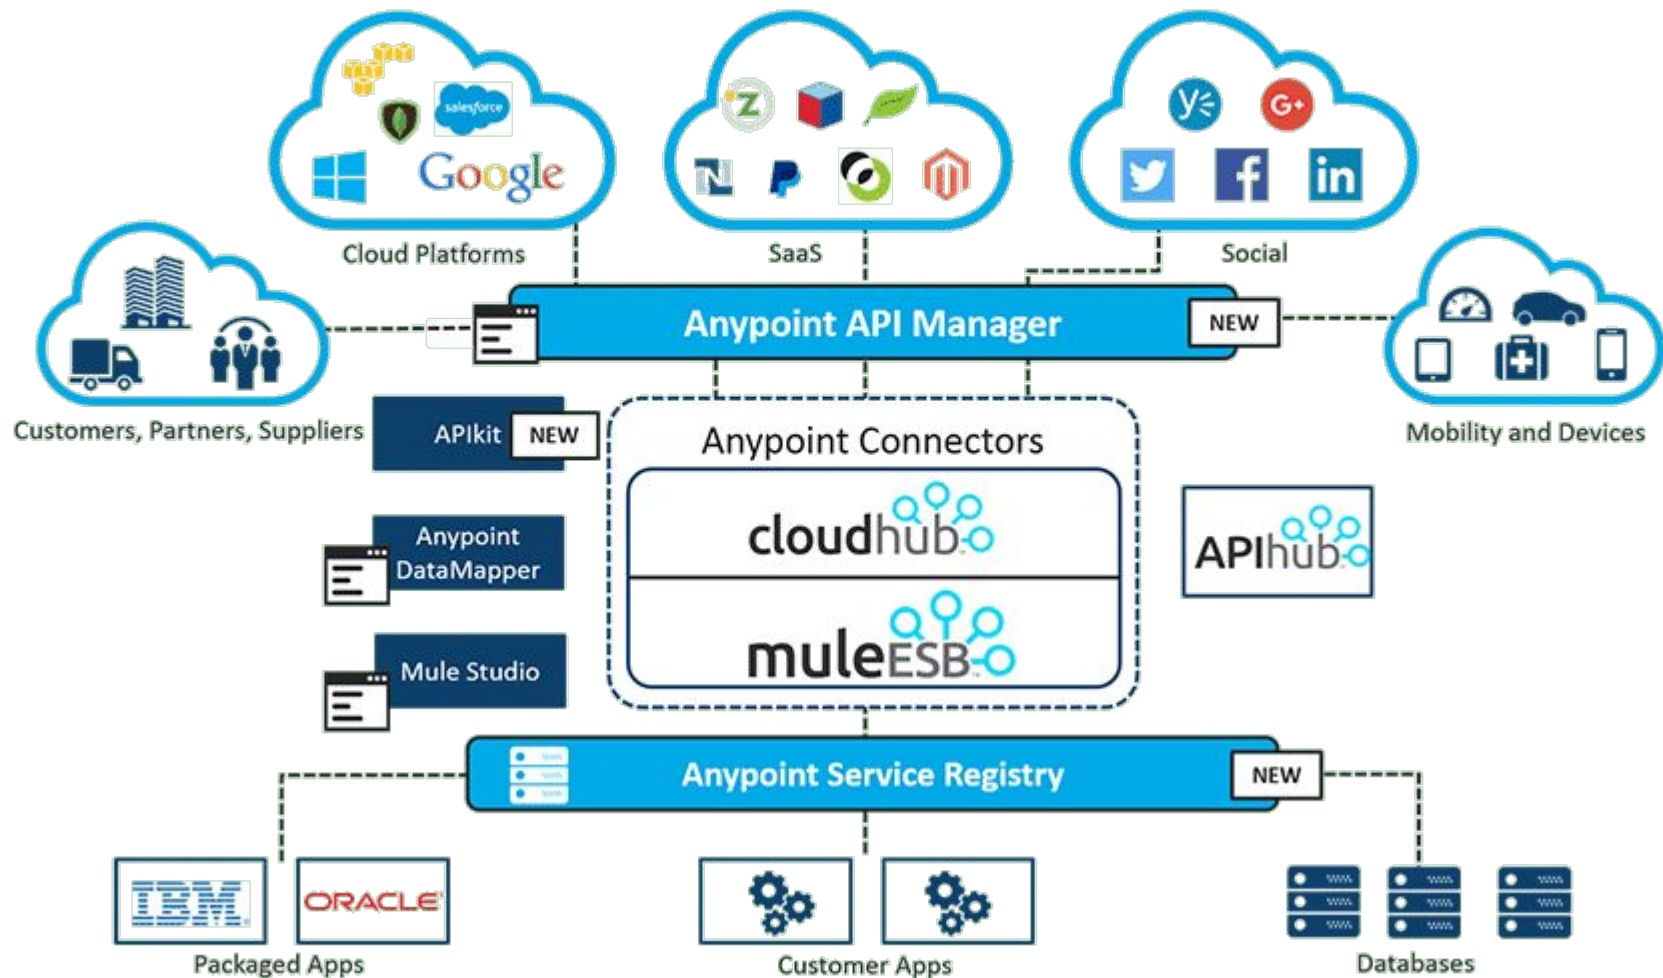 salesforce
Google
Z
N
y
G+
f
in
Cloud Platforms
SaaS
Social
Anypoint API Manager
NEW
Customers, Partners, Suppliers
APIkit
NEW
Anypoint Connectors
Mobility and Devices
cloudhub
APIhub
Anypoint
DataMapper
muleESB
Mule Studio
Anypoint Service Registry
NEW
IBM
ORACLE
Packaged Apps
Customer Apps
Databases